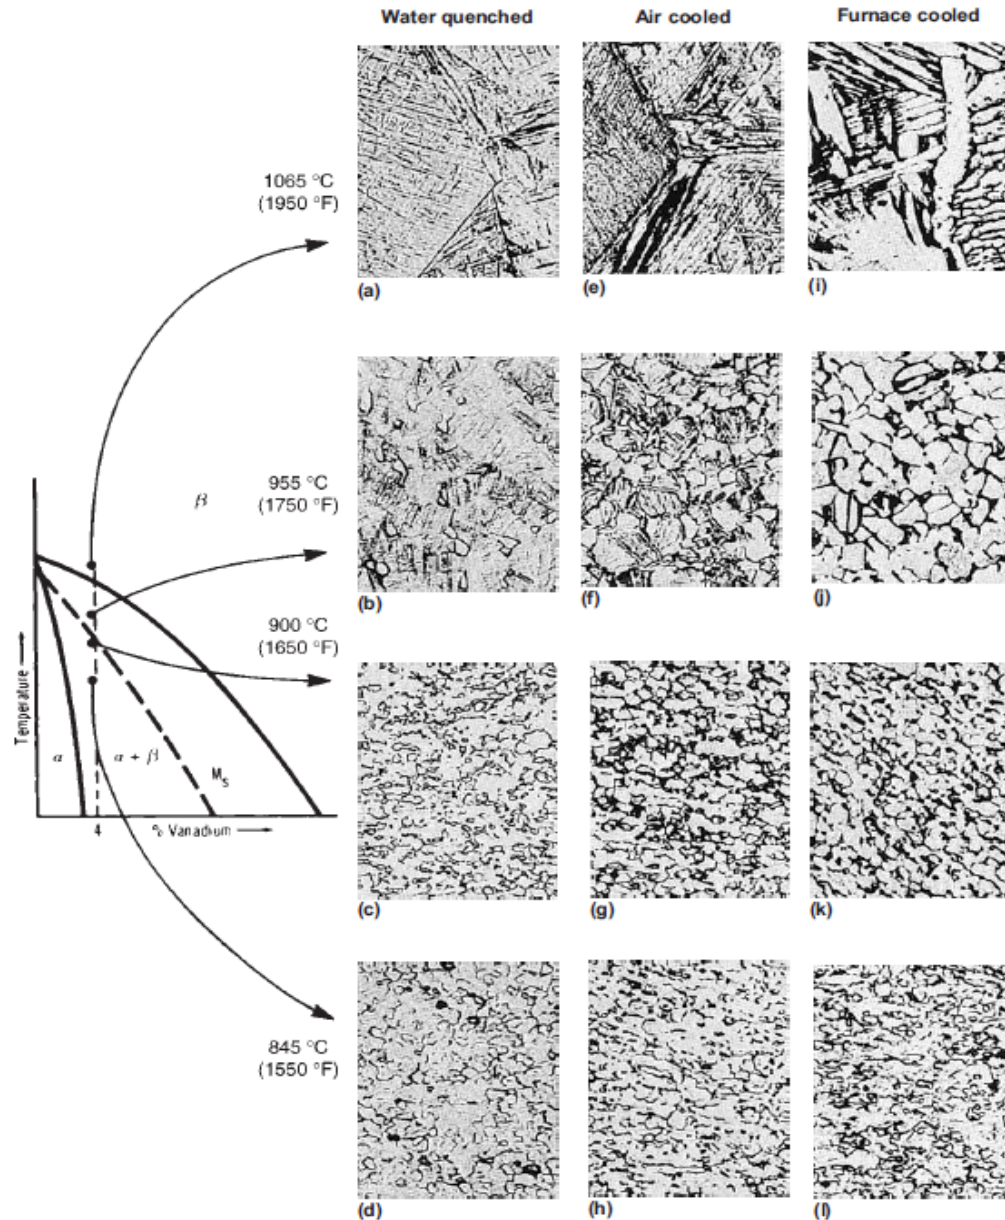 Water quenched
Air cooled
Furnace cooled
1065 °C
(1950 °F)
(a)
(e)
(i)
955 °C
(1750 °F)
β
(b)
(f)
(j)
900 °C
(1650 °F)
Temperature
α
α + β
Ms
4
% Vanadium
(c)
(g)
(k)
845 °C
(1550 °F)
(d)
(h)
(l)